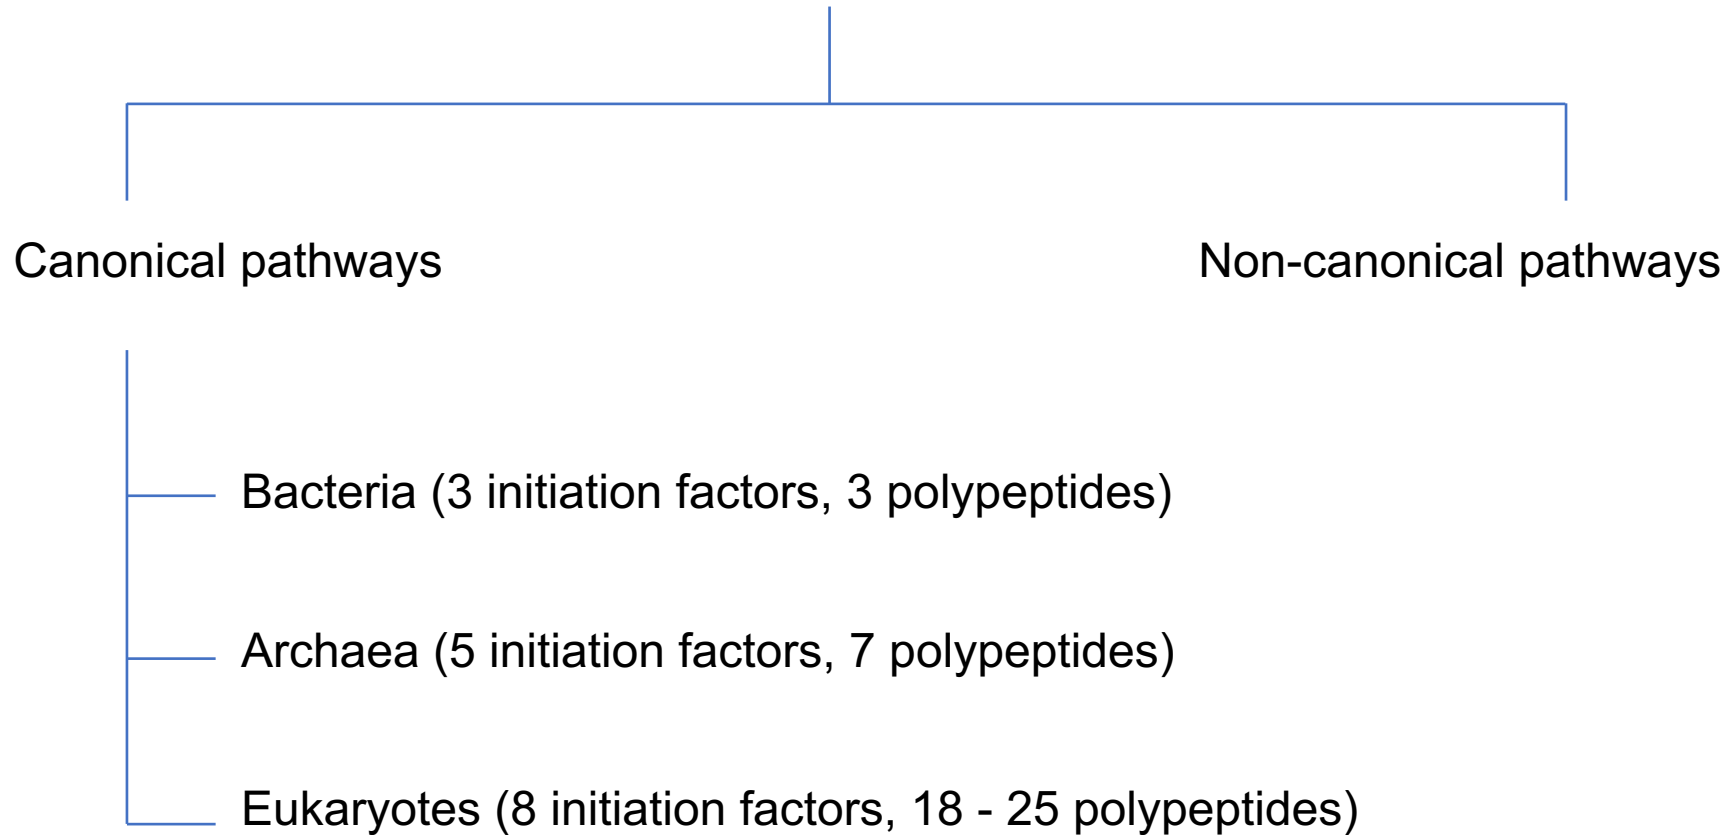 Canonical pathways
Non-canonical pathways
Bacteria (3 initiation factors, 3 polypeptides)
Archaea (5 initiation factors, 7 polypeptides)
Eukaryotes (8 initiation factors, 18 - 25 polypeptides)